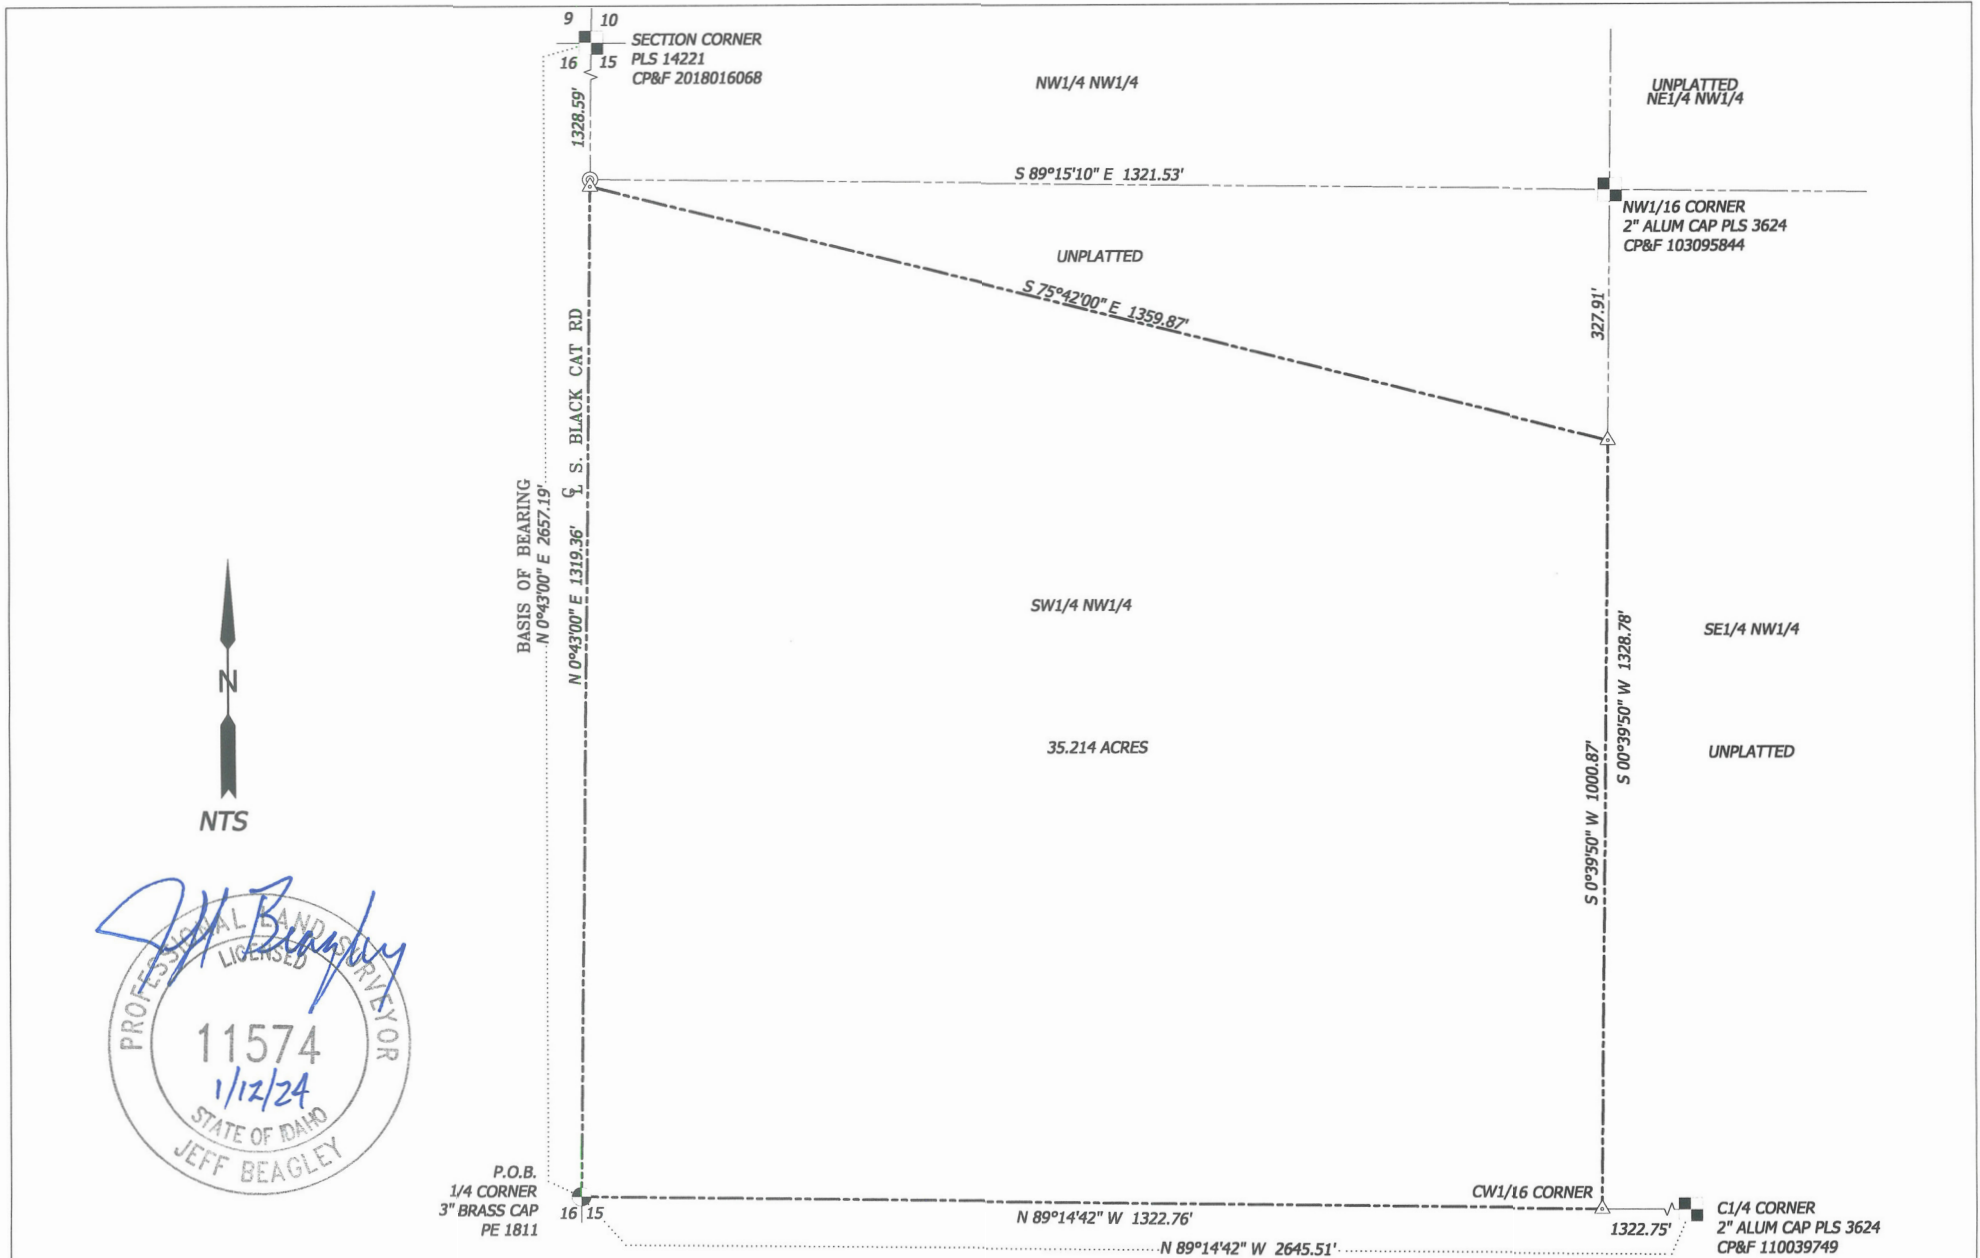 9 10
16 15
SECTION CORNER
PLS 14221
CP&F 2018016068
NW1/4 NW1/4
UNPLATTED
NE1/4 NW1/4
1328.59'
S 89°15'10" E 1321.53'
NW1/16 CORNER
2" ALUM CAP PLS 3624
CP&F 103095844
UNPLATTED
S 75°42'00" E 1359.87'
327.91'
BASIS OF BEARING
N 0°43'00" E 2657.19'
N 0°43'00" E 1319.36'
CL S. BLACK CAT RD
SW1/4 NW1/4
35.214 ACRES
S 0°39'50" W 1000.87'
S 00°39'50" W 1328.78'
SE1/4 NW1/4
UNPLATTED
N
NTS
Jeff Beagley
PROFESSIONAL LAND SURVEYOR
LICENSED
11574
1/12/24
STATE OF IDAHO
JEFF BEAGLEY
P.O.B.
1/4 CORNER
3" BRASS CAP
PE 1811
16 15
N 89°14'42" W 1322.76'
CW1/16 CORNER
1322.75'
C1/4 CORNER
2" ALUM CAP PLS 3624
CP&F 110039749
N 89°14'42" W 2645.51'